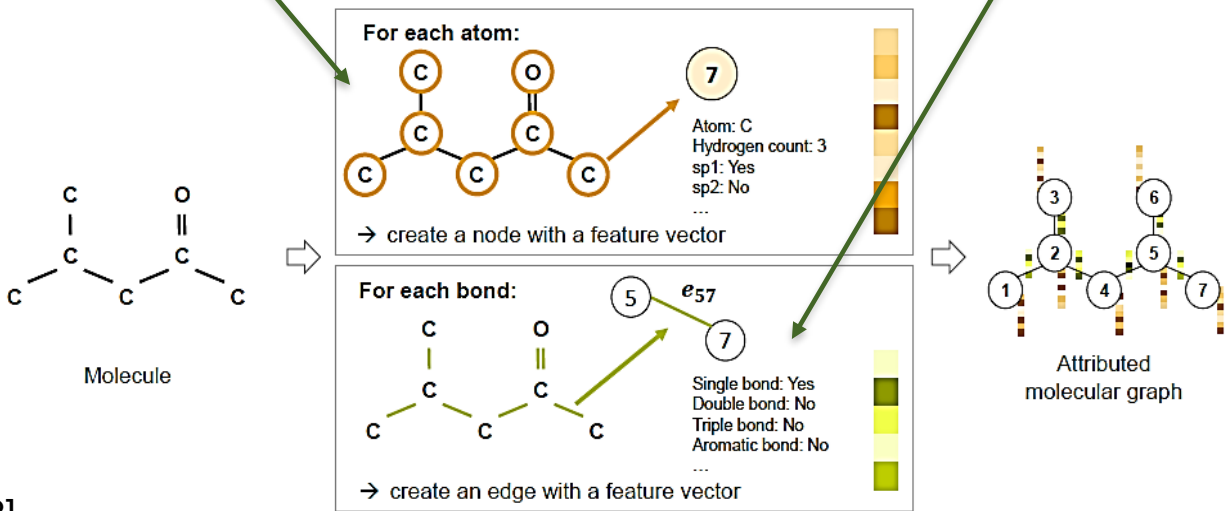 C
O
C
C
C
C
C
Molecule
For each atom:
C
O
C
C
C
C
C
7
Atom: C
Hydrogen count: 3
sp1: Yes
sp2: No
...
→ create a node with a feature vector
For each bond:
C
O
C
C
C
C
C
5
e57
7
Single bond: Yes
Double bond: No
Triple bond: No
Aromatic bond: No
...
→ create an edge with a feature vector
3
6
2
5
1
4
7
Attributed
molecular graph